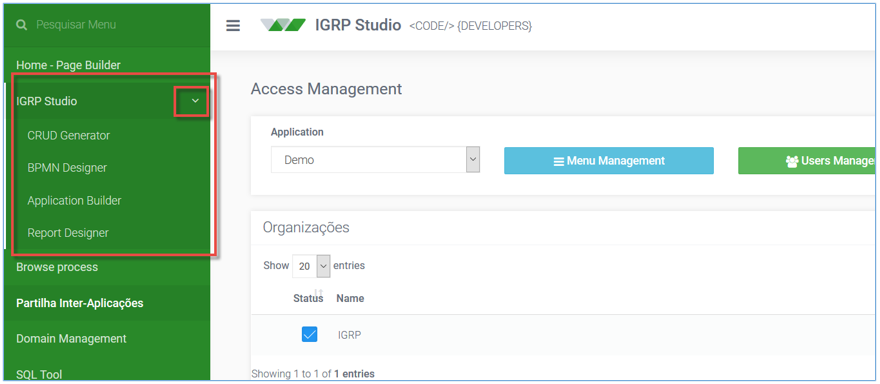 Pesquisar Menu
IGRP Studio <CODE/> {DEVELOPERS}
Home - Page Builder
IGRP Studio
CRUD Generator
BPMN Designer
Application Builder
Report Designer
Browse process
Partilha Inter-Aplicações
Domain Management
SQL Tool
Access Management
Application
Demo
Menu Management
Users Manage
Organizações
Show 20 entries
Status Name
IGRP
Showing 1 to 1 of 1 entries